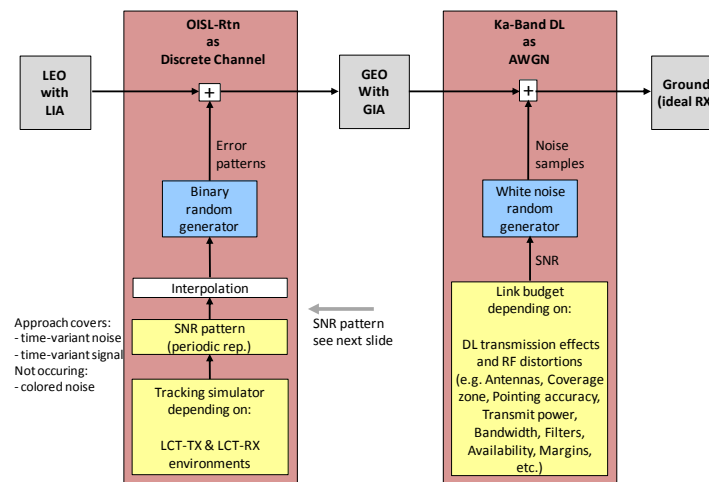 OISL-Rtn
as
Discrete Channel
Ka-Band DL
as
AWGN
LEO
with
LIA
+
GEO
With
GIA
+
Ground
(ideal RX)
Error
patterns
Noise
samples
Binary
random
generator
White noise
random
generator
SNR
Interpolation
Link budget
depending on:
DL transmission effects
and RF distortions
(e.g. Antennas, Coverage
zone, Pointing accuracy,
Transmit power,
Bandwidth, Filters,
Availability, Margins,
etc.)
Approach covers:
- time-variant noise
- time-variant signal
Not occuring:
- colored noise
SNR pattern
(periodic rep.)
SNR pattern
see next slide
Tracking simulator
depending on:
LCT-TX & LCT-RX
environments